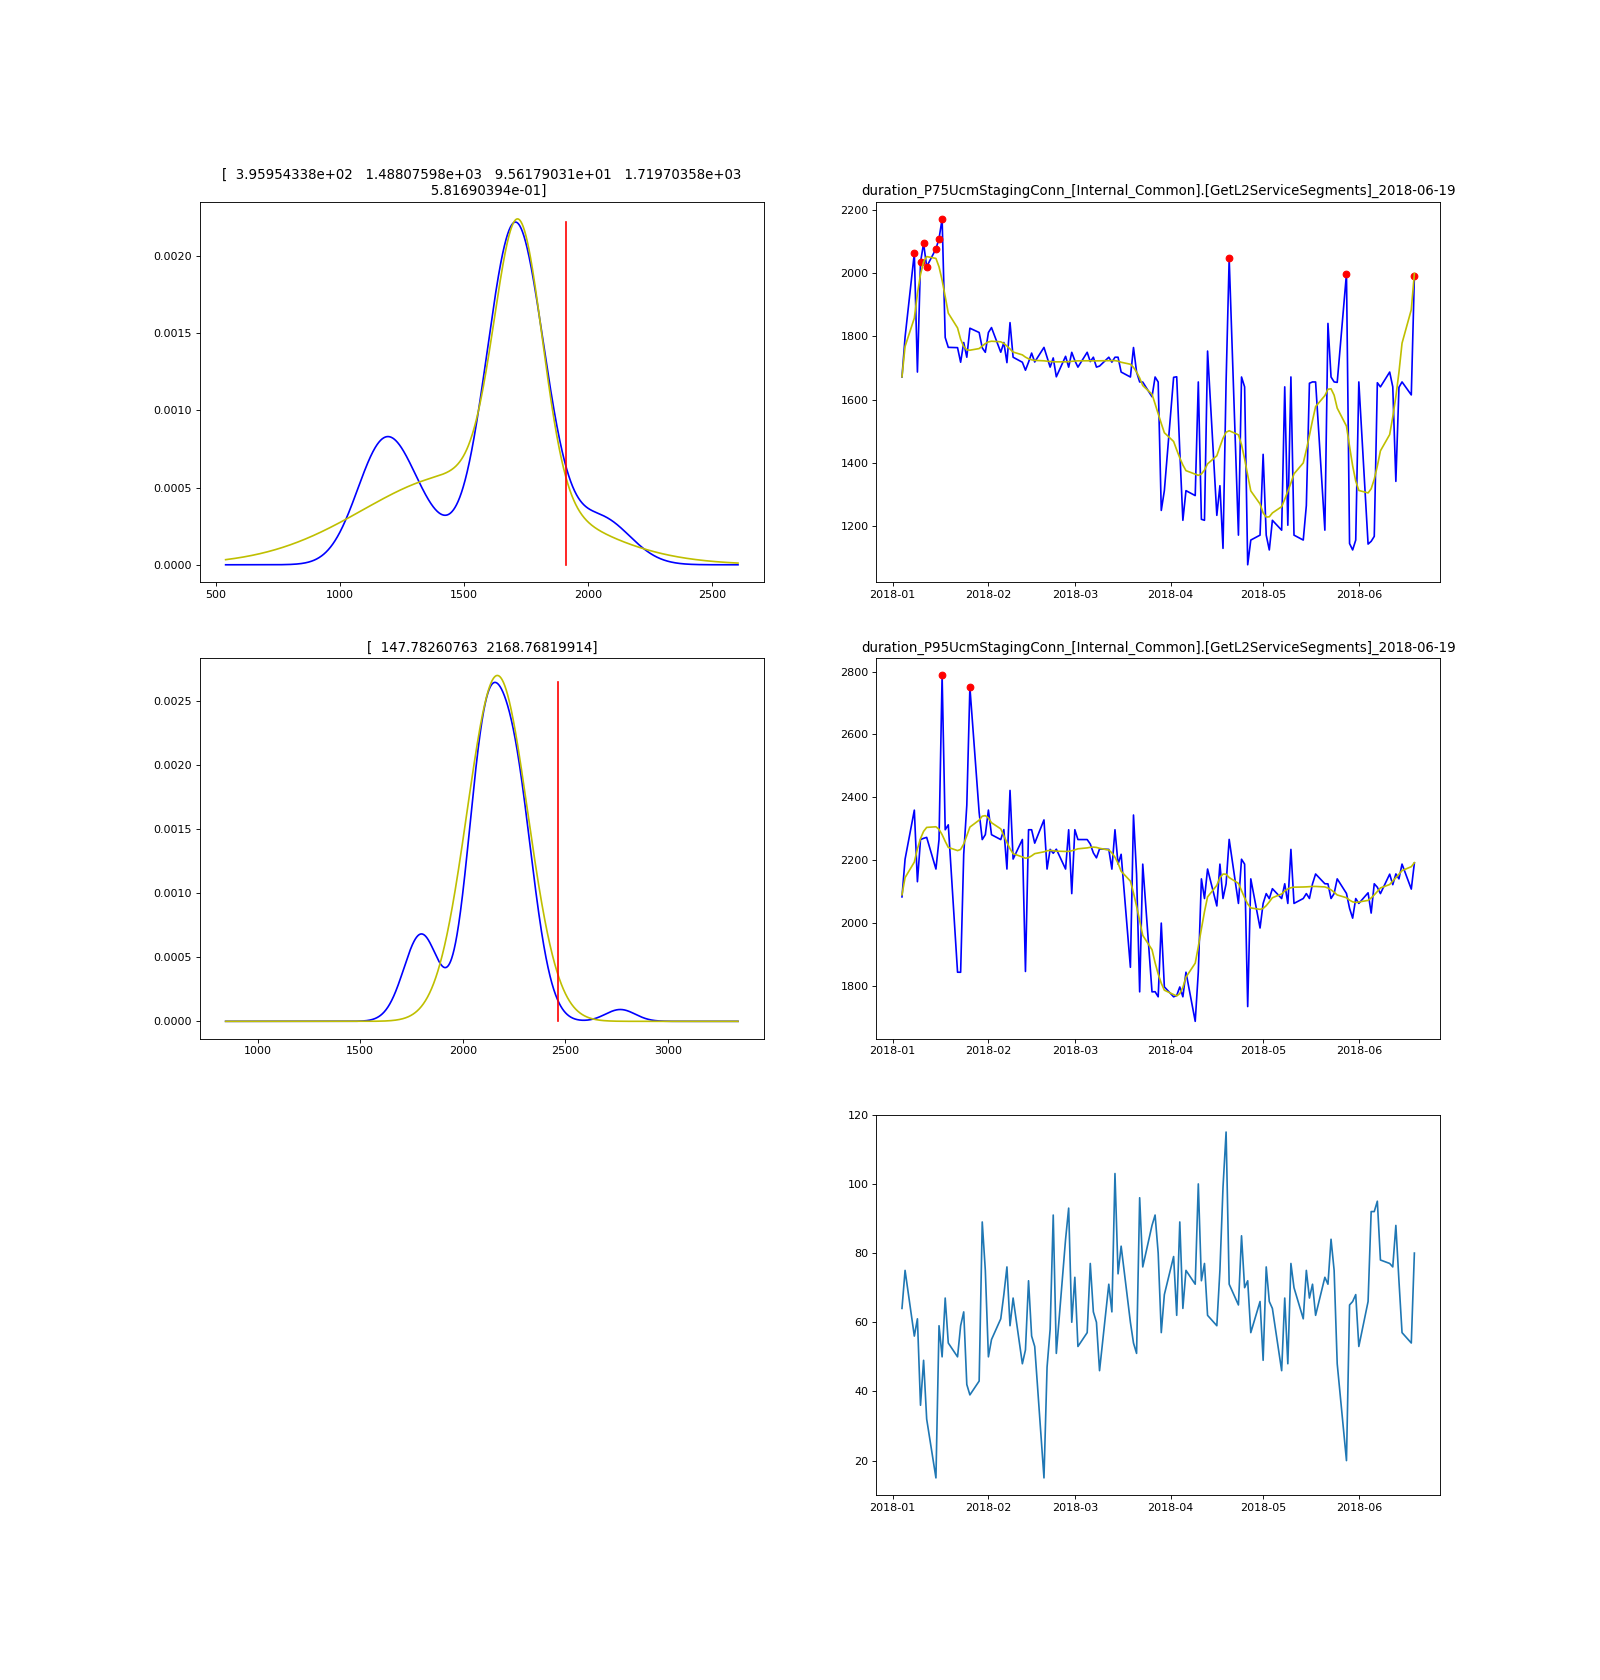 [  3.95954338e+02   1.48807598e+03   9.56179031e+01   1.71970358e+03
5.81690394e-01]
0.0020
0.0015
0.0010
0.0005
0.0000
500 1000 1500 2000 2500
duration_P75UcmStagingConn_[Internal_Common].[GetL2ServiceSegments]_2018-06-19
2200
2000
1800
1600
1400
1200
2018-01 2018-02 2018-03 2018-04 2018-05 2018-06
[  147.78260763  2168.76819914]
0.0025
0.0020
0.0015
0.0010
0.0005
0.0000
1000 1500 2000 2500 3000
duration_P95UcmStagingConn_[Internal_Common].[GetL2ServiceSegments]_2018-06-19
2800
2600
2400
2200
2000
1800
2018-01 2018-02 2018-03 2018-04 2018-05 2018-06
120
100
80
60
40
20
2018-01 2018-02 2018-03 2018-04 2018-05 2018-06